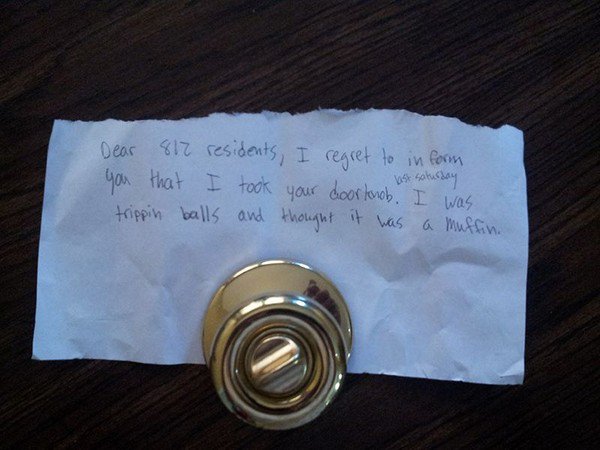 Dear 812 residents, I regret to inform
you that I took your doorknob. last saturday I was
trippin balls and thought it was a muffin.